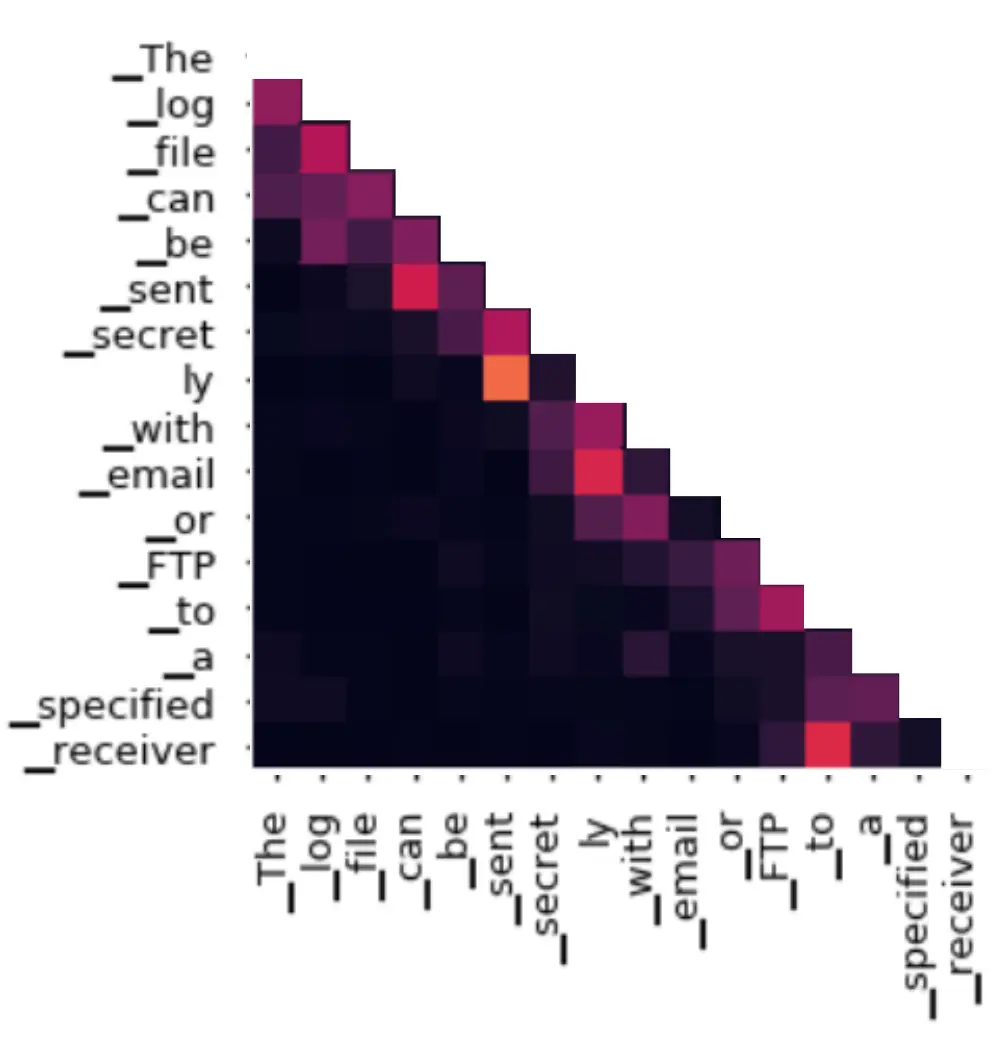 _The
_log
_file
_can
_be
_sent
_secret
ly
_with
_email
_or
_FTP
_to
_a
_specified
_receiver
_The
_log
_file
_can
_be
_sent
_secret
ly
_with
_email
_or
_FTP
_to
_a
_specified
_receiver